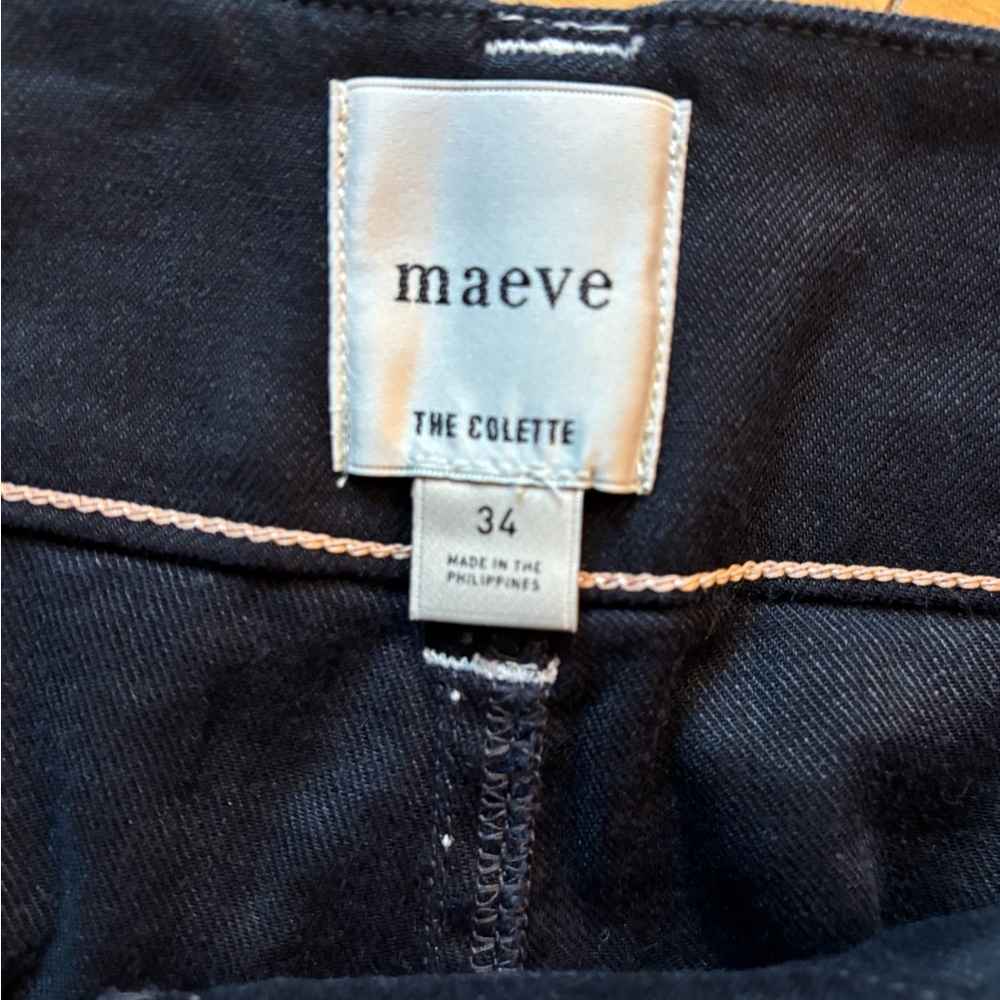 maeve
THE COLETTE
34
MADE IN THE
PHILIPPINES